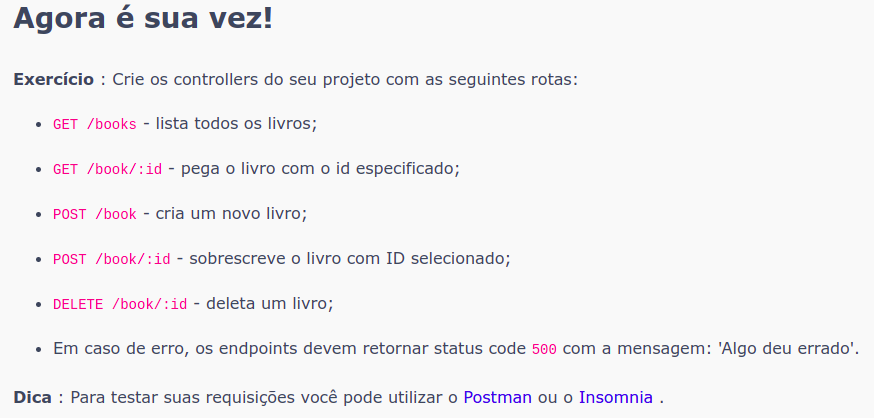 Agora é sua vez!
Exercício : Crie os controllers do seu projeto com as seguintes rotas:
GET /books - lista todos os livros;
GET /book/:id - pega o livro com o id especificado;
POST /book - cria um novo livro;
POST /book/:id - sobrescreve o livro com ID selecionado;
DELETE /book/:id - deleta um livro;
Em caso de erro, os endpoints devem retornar status code 500 com a mensagem: 'Algo deu errado'.
Dica : Para testar suas requisições você pode utilizar o Postman ou o Insomnia .